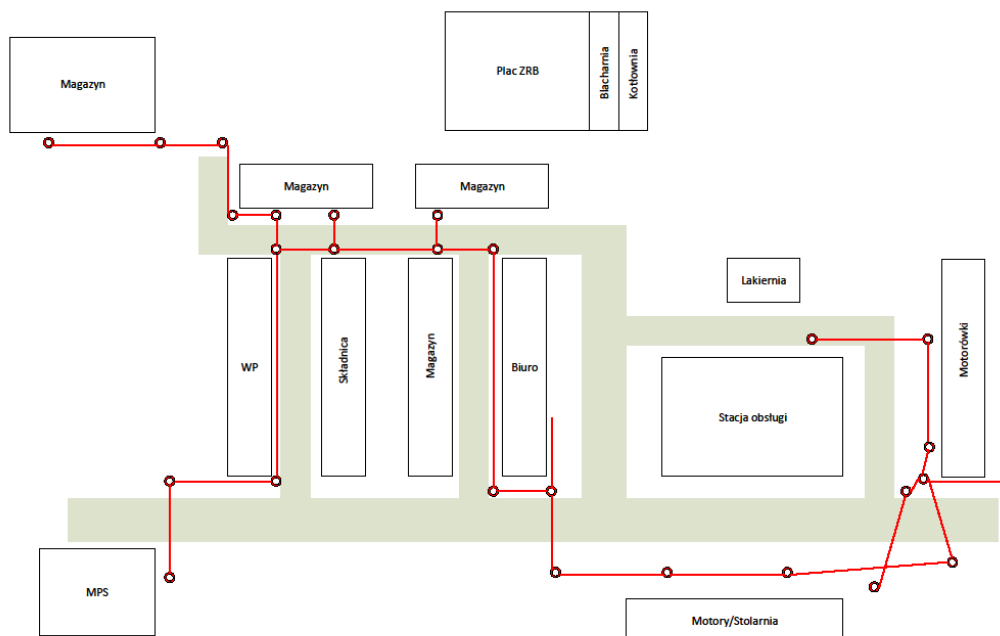 Magazyn
Plac ZRB
Blacharnia
Kotłownia
Magazyn
Magazyn
Lakiernia
WP
Składnica
Magazyn
Biuro
Stacja obsługi
Motorówki
MPS
Motory/Stolarnia